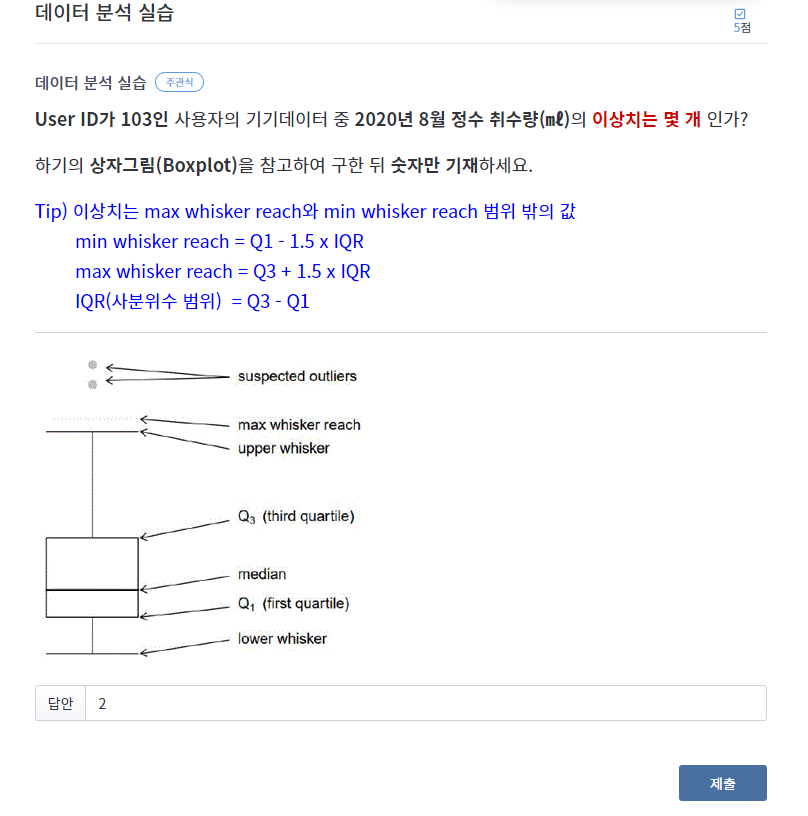 데이터 분석 실습
5점
데이터 분석 실습 주관식
User ID가 103인 사용자의 기기데이터 중 2020년 8월 정수 취수량(㎖)의 이상치는 몇 개 인가?
하기의 상자그림(Boxplot)을 참고하여 구한 뒤 숫자만 기재하세요.
Tip) 이상치는 max whisker reach와 min whisker reach 범위 밖의 값
min whisker reach = Q1 - 1.5 x IQR
max whisker reach = Q3 + 1.5 x IQR
IQR(사분위수 범위) = Q3 - Q1
suspected outliers
max whisker reach
upper whisker
Q3 (third quartile)
median
Q1 (first quartile)
lower whisker
답안 2
제출